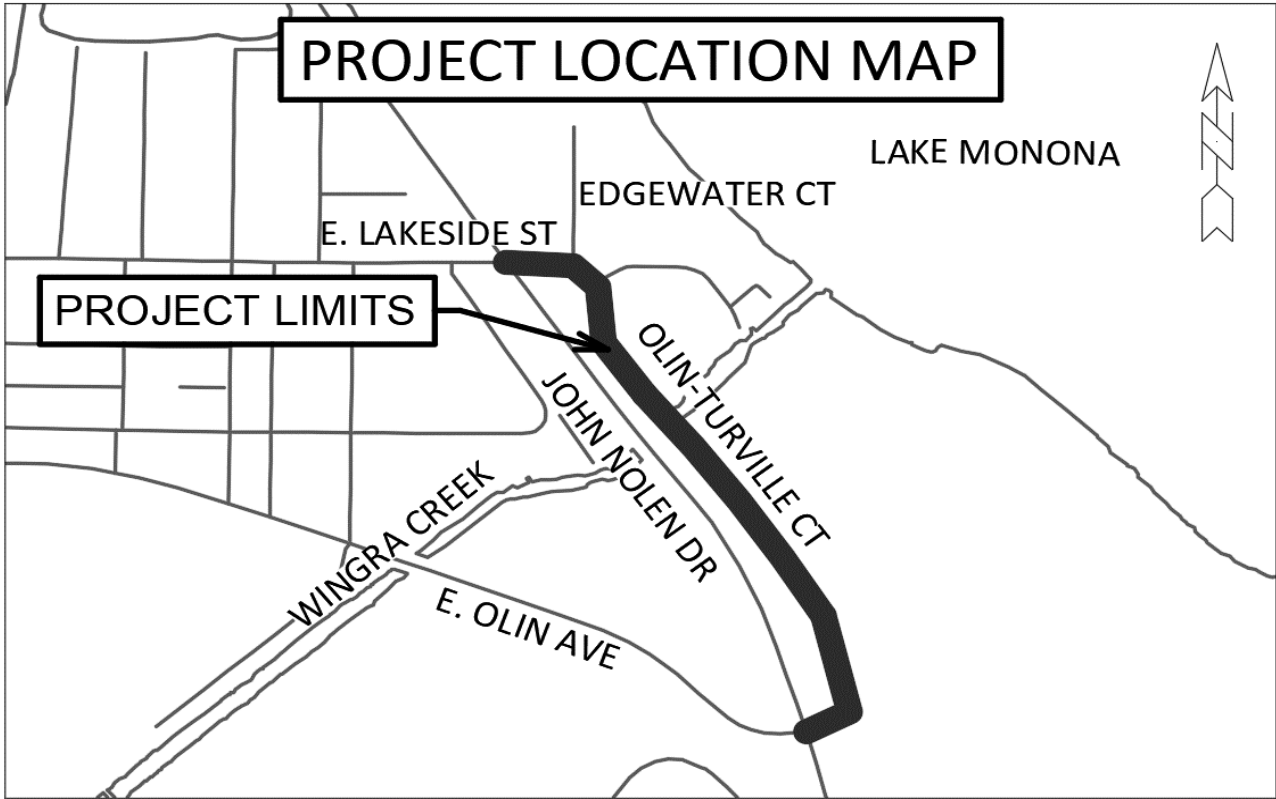 PROJECT LOCATION MAP
LAKE MONONA
N
EDGEWATER CT
E. LAKESIDE ST
PROJECT LIMITS
OLIN-TURVILLE CT
JOHN NOLEN DR
WINGRA CREEK
E. OLIN AVE